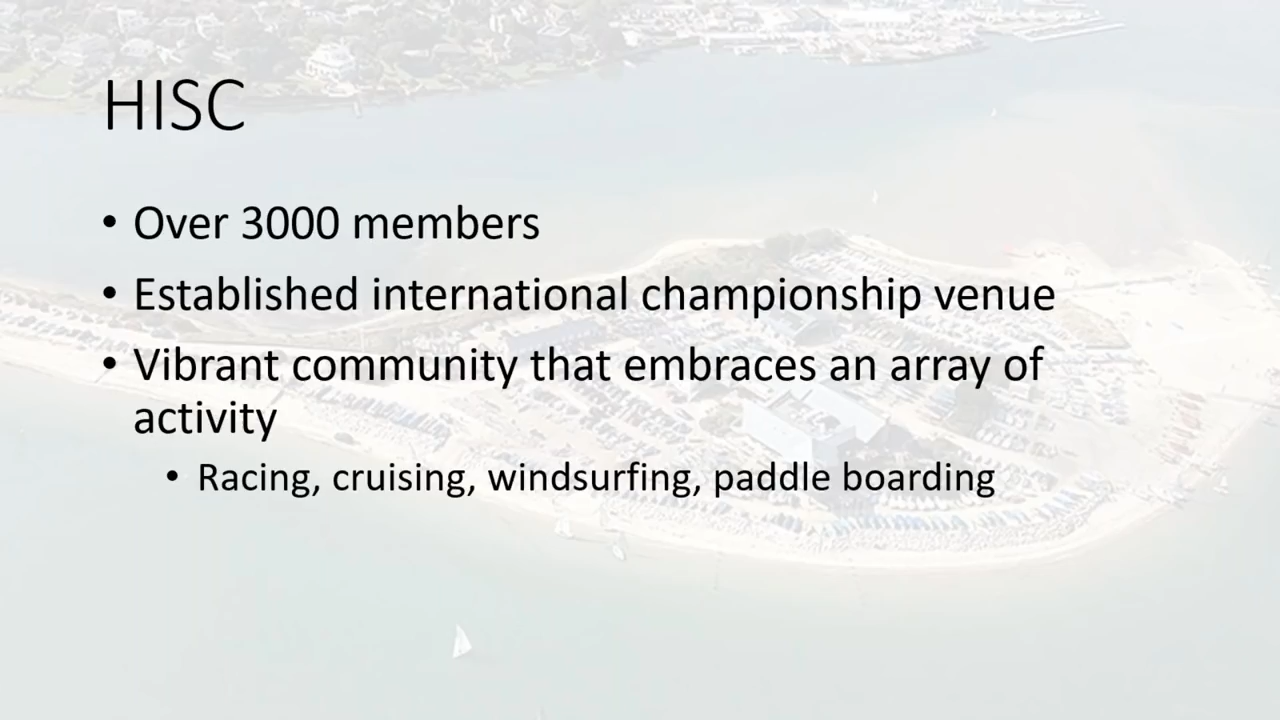 HISC
• Over 3000 members
• Established international championship venue
• Vibrant community that embraces an array of
activity
• Racing, cruising, windsurfing, paddle boarding